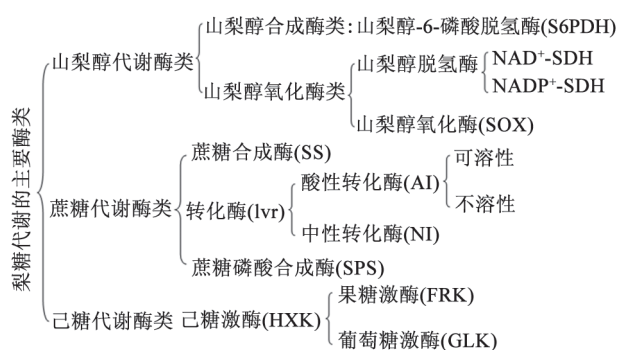 梨糖代谢的主要酶类
山梨醇代谢酶类
山梨醇合成酶类：山梨醇-6-磷酸脱氢酶(S6PDH)
山梨醇氧化酶类
山梨醇脱氢酶
NAD⁺-SDH
NADP⁺-SDH
山梨醇氧化酶(SOX)
蔗糖代谢酶类
蔗糖合成酶(SS)
转化酶(lvr)
酸性转化酶(AI)
可溶性
不溶性
中性转化酶(NI)
蔗糖磷酸合成酶(SPS)
己糖代谢酶类 己糖激酶(HXK)
果糖激酶(FRK)
葡萄糖激酶(GLK)